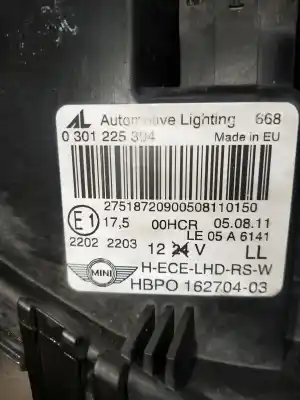 AL Automotive Lighting 668
0 301 225 304 Made in EU
27518720900508110150
E1 17,5 00HCR 05.08.11
LE 05 A 6141
2202 2203 12 24 V LL
MINI H-ECE-LHD-RS-W
HBPO 162704-03